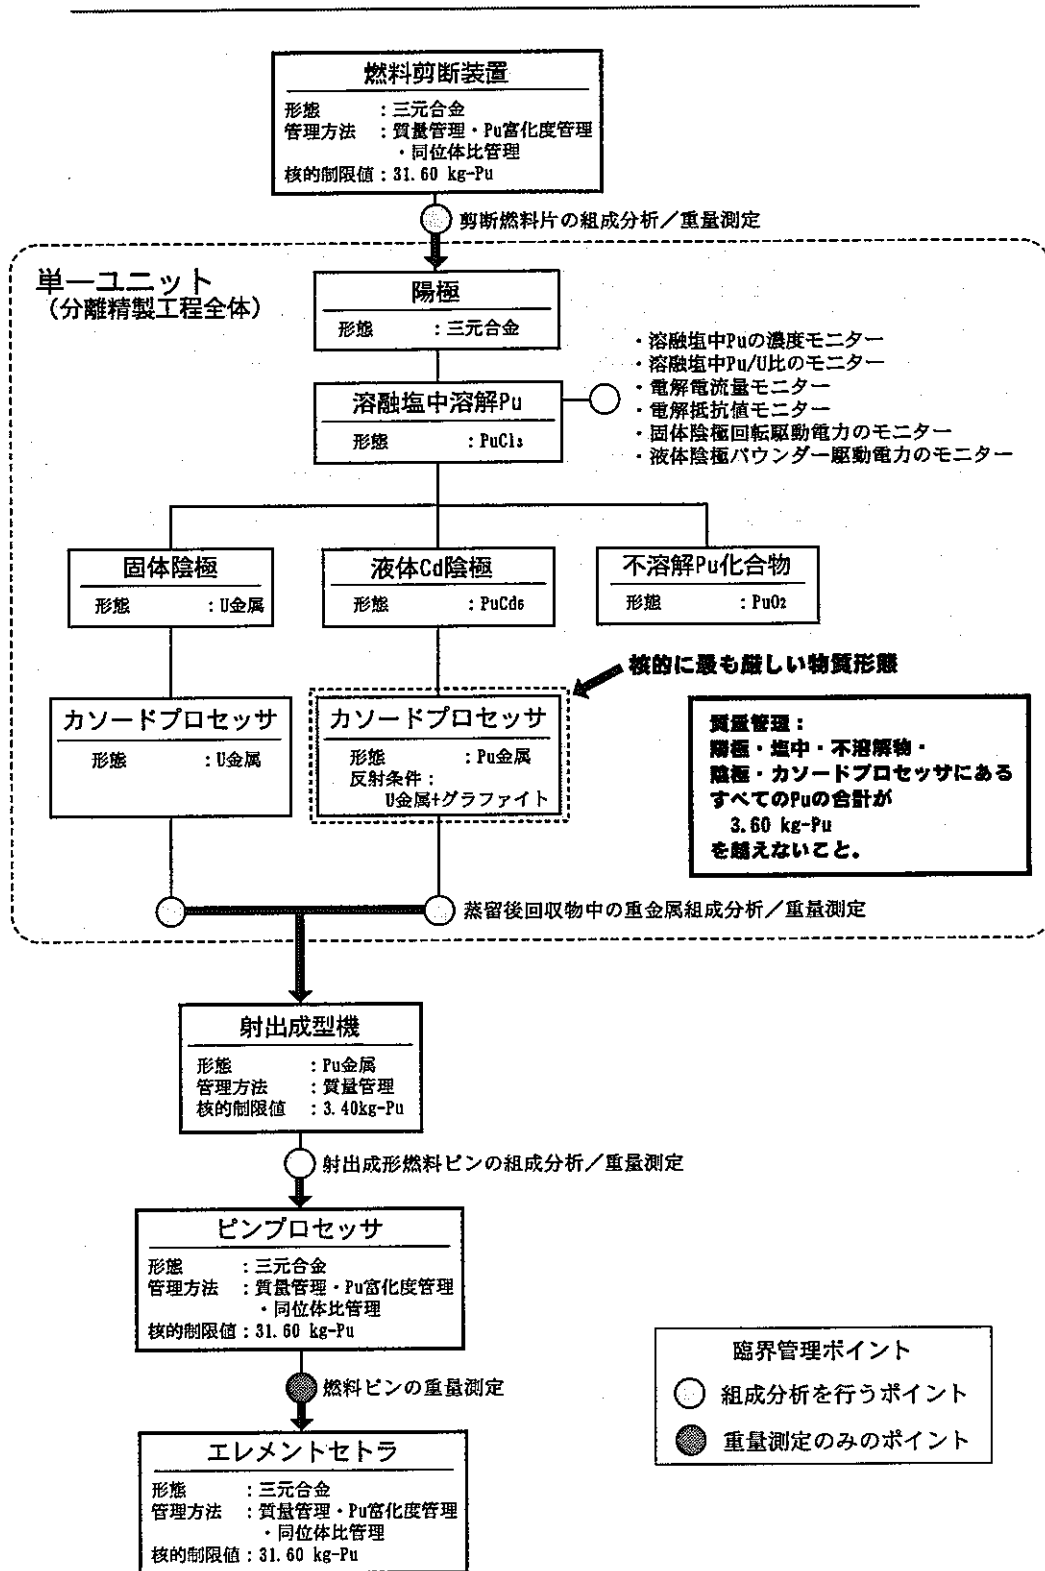 燃料剪断装置
形態　　：三元合金
管理方法　：質量管理・Pu富化度管理
・同位体比管理
核的制限値：31.60 kg-Pu
剪断燃料片の組成分析／重量測定
単一ユニット
（分離精製工程全体）
陽極
形態　　：三元合金
溶融塩中溶解Pu
形態　　：PuCl₃
・溶融塩中Puの濃度モニター
・溶融塩中Pu/U比のモニター
・電解電流量モニター
・電解抵抗値モニター
・固体陰極回転駆動電力のモニター
・液体陰極パウンダー駆動電力のモニター
固体陰極
形態　　：U金属
液体Cd陰極
形態　　：PuCd₆
不溶解Pu化合物
形態　　：PuO₂
核的に最も厳しい物質形態
カソードプロセッサ
形態　　：U金属
カソードプロセッサ
形態　　：Pu金属
反射条件：
U金属+グラファイト
質量管理：
陽極・塩中・不溶解物・
陰極・カソードプロセッサにある
すべてのPuの合計が
3.60 kg-Pu
を越えないこと。
蒸留後回収物中の重金属組成分析／重量測定
射出成型機
形態　　：Pu金属
管理方法　：質量管理
核的制限値：3.40kg-Pu
射出成形燃料ピンの組成分析／重量測定
ピンプロセッサ
形態　　：三元合金
管理方法　：質量管理・Pu富化度管理
・同位体比管理
核的制限値：31.60 kg-Pu
燃料ピンの重量測定
エレメントセトラ
形態　　：三元合金
管理方法　：質量管理・Pu富化度管理
・同位体比管理
核的制限値：31.60 kg-Pu
臨界管理ポイント
組成分析を行うポイント
重量測定のみのポイント